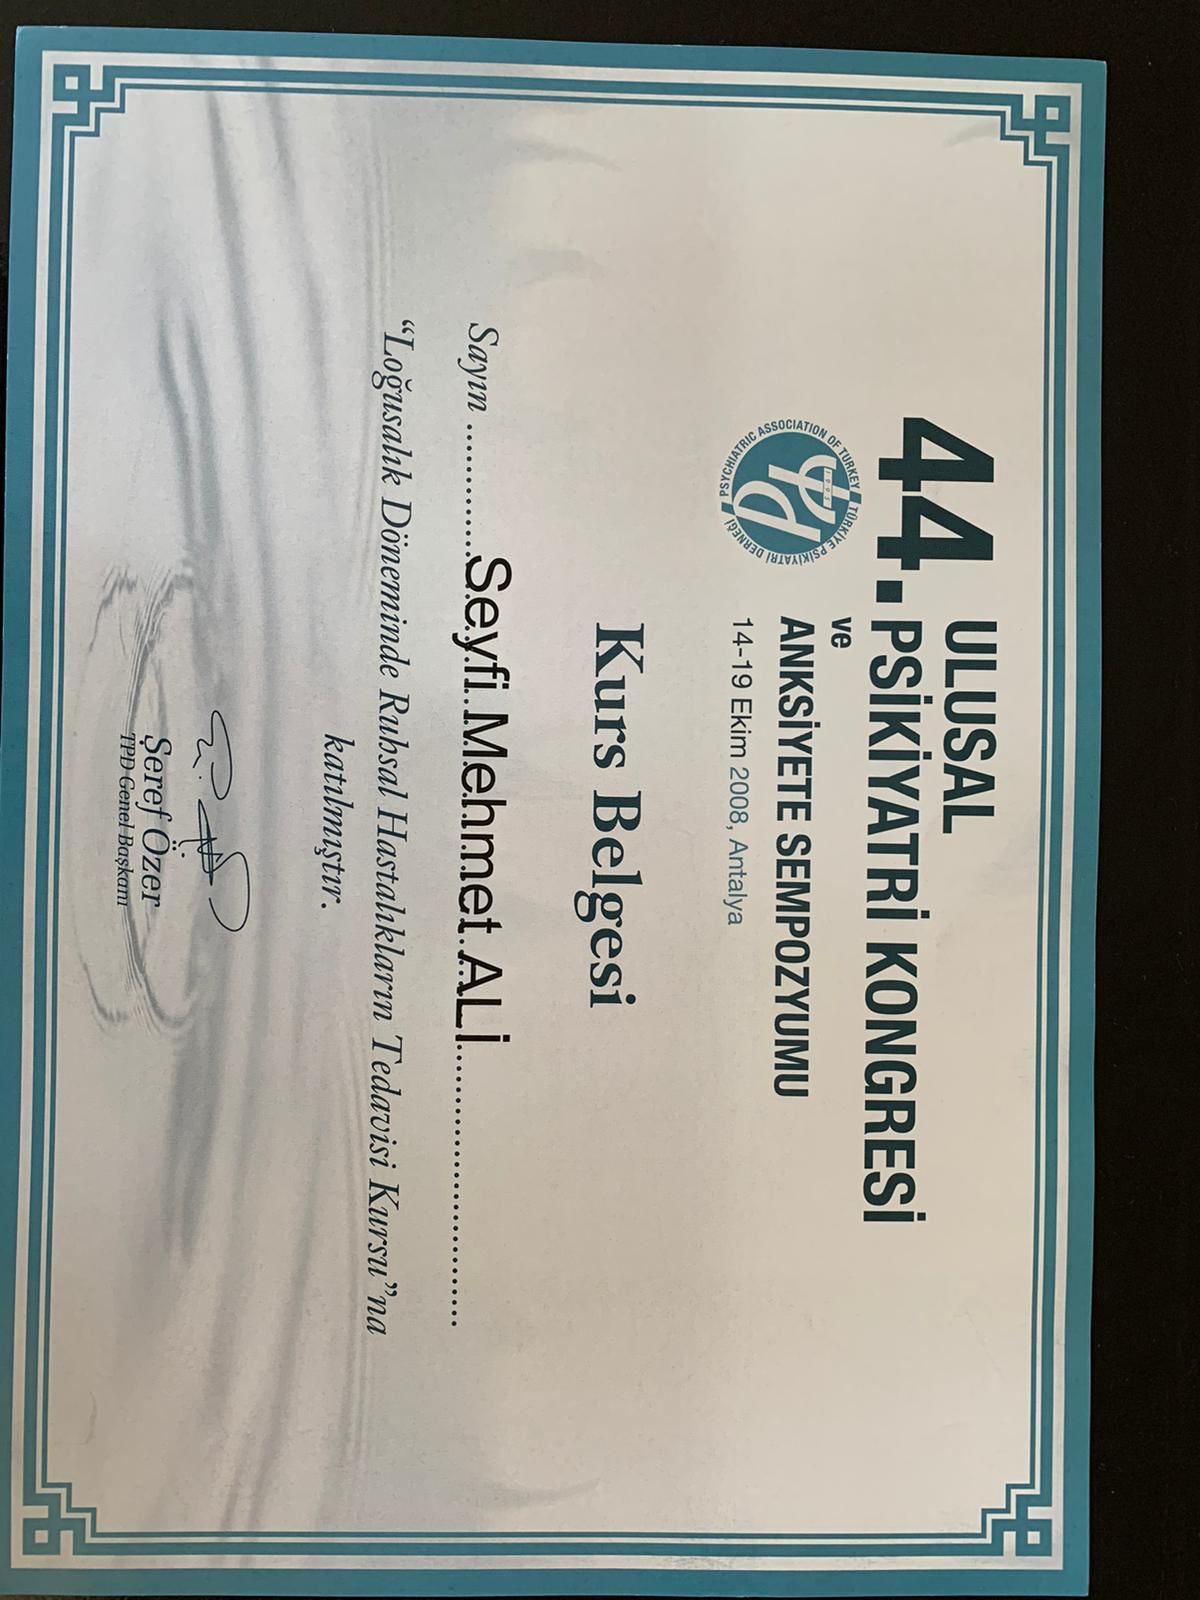 44. ULUSAL
PSİKİYATRİ KONGRESİ
ve
ANKSİYETE SEMPOZYUMU
14-19 Ekim 2008, Antalya
PSYCHIATRIC ASSOCIATION OF TURKEY
TÜRKİYE PSİKİYATRİ DERNEĞİ
1995
Kurs Belgesi
Sayın ............Seyfi Mehmet ALİ..............................
“Loğusalık Döneminde Ruhsal Hastalıkların Tedavisi Kursu”na
katılmıştır.
Şeref Özer
TPD Genel Başkanı